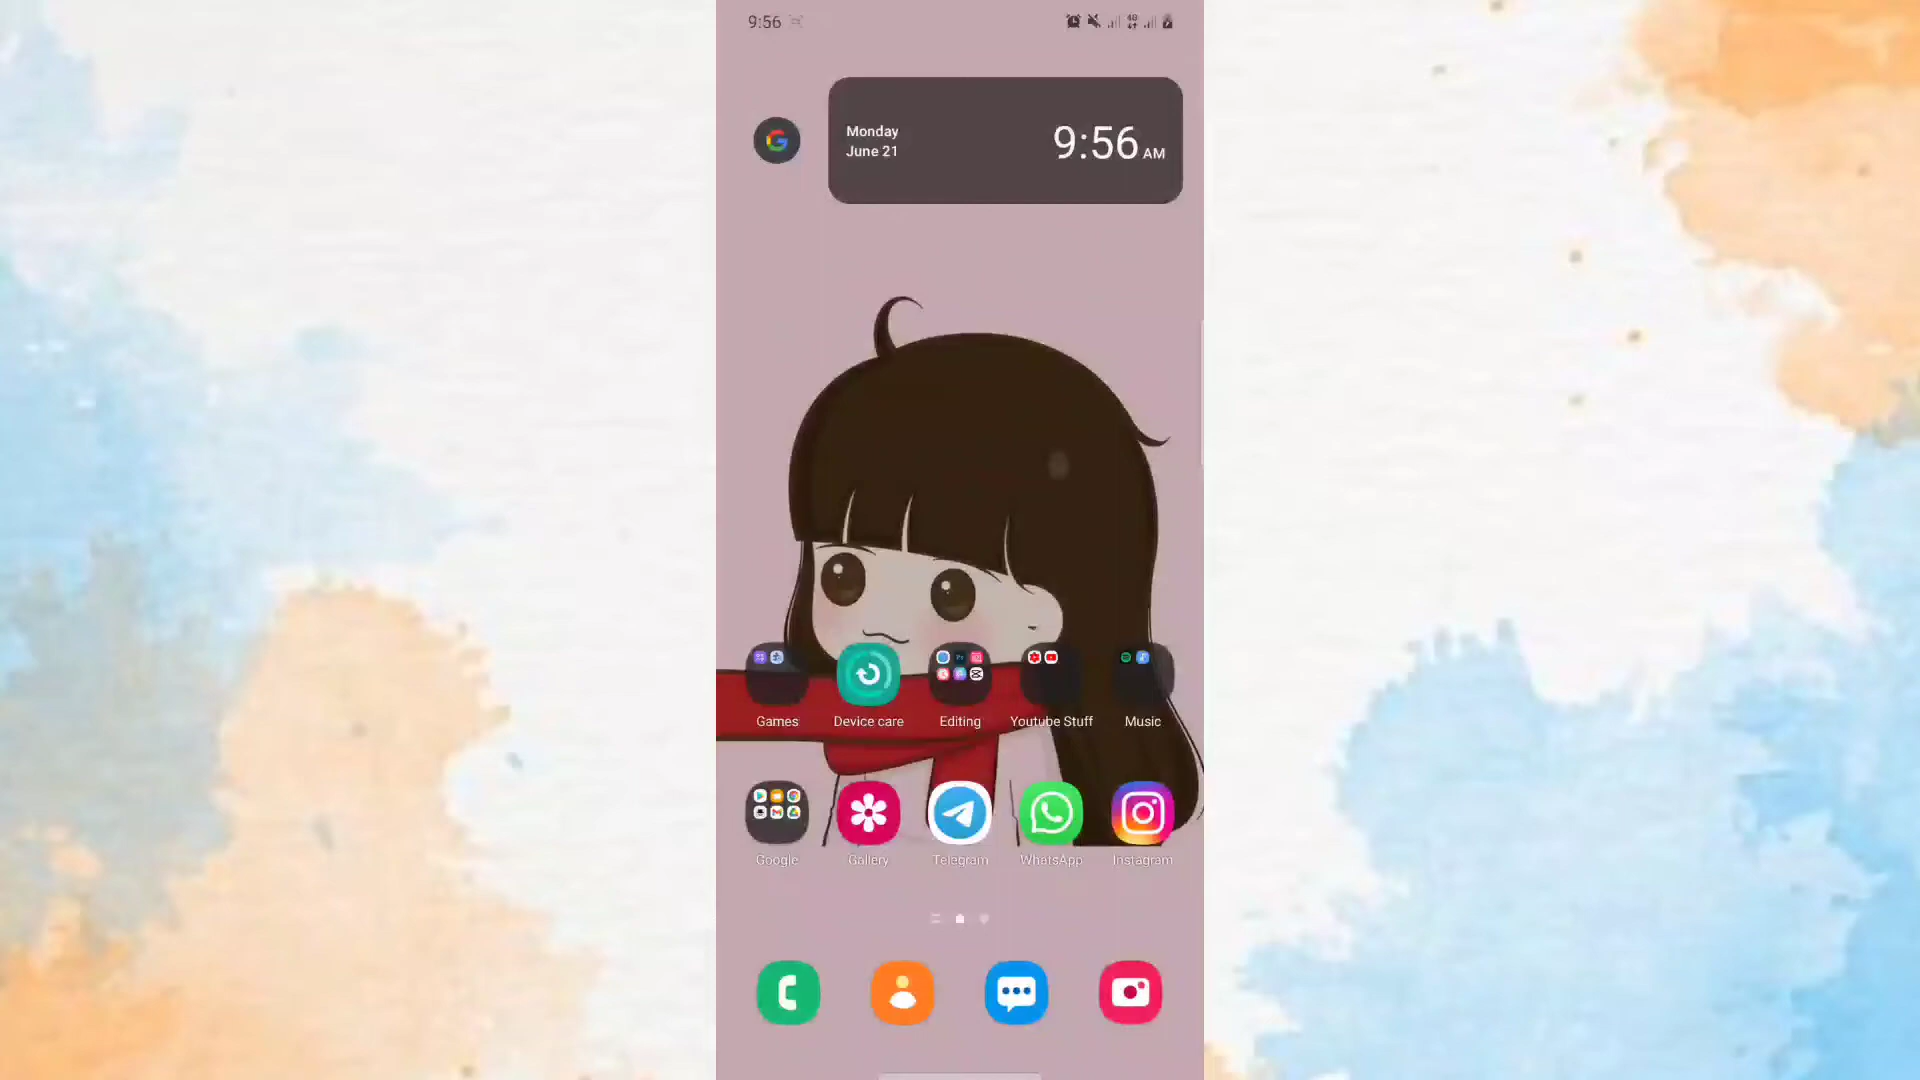 9:56
Monday
June 21
9:56 AM
Games
Device care
Editing
Youtube Stuff
Music
Google
Gallery
Telegram
WhatsApp
Instagram